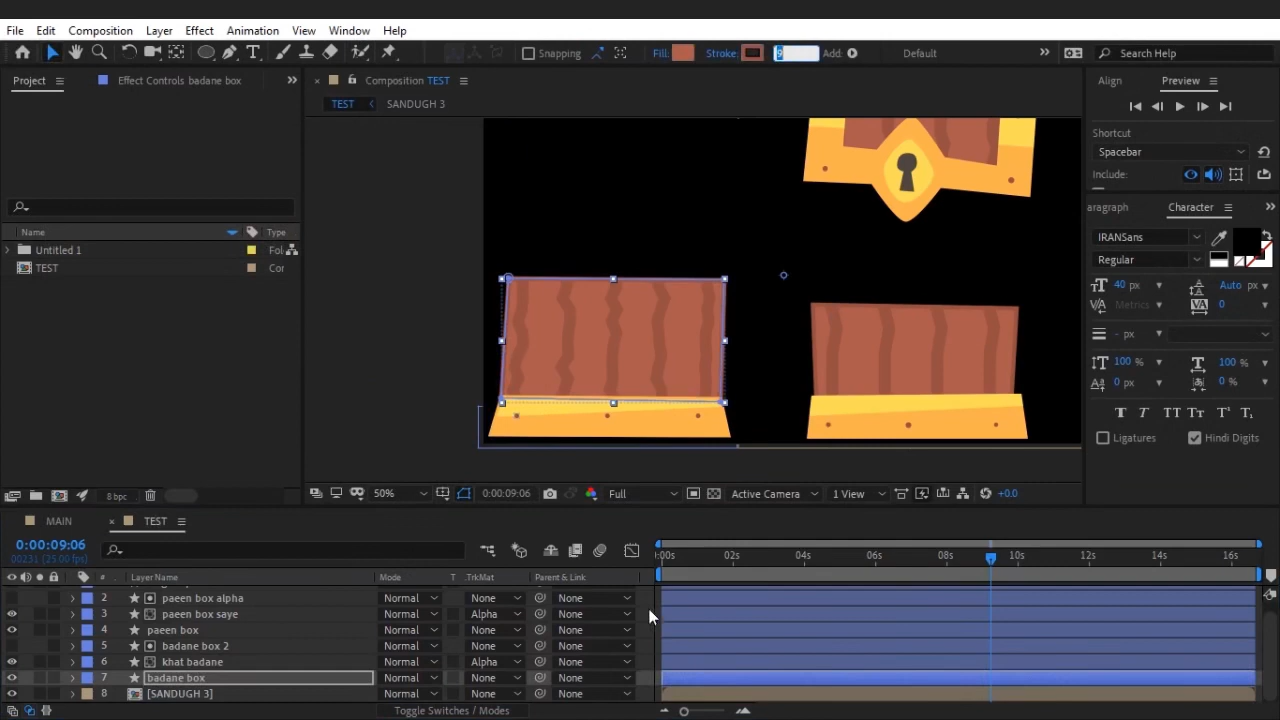 File Edit Composition Layer Effect Animation View Window Help
Snapping Fill: Stroke: Add: Default Search Help
Project Effect Controls badane box Composition TEST Align Preview
TEST SANDUGH 3
Shortcut
Spacebar
Include:
aragraph Character
Name Type
Untitled 1 Fol
TEST Cor
IRANSans
Regular
40 px Auto px
Metrics 0
- px
100 % 100 %
0 px 0 %
Ligatures Hindi Digits
8 bpc 50% 0:00:09:06 Full Active Camera 1 View +0.0
MAIN TEST
0:00:09:06
00231 (25.00 fps)
0:00s 02s 04s 06s 08s 10s 12s 14s 16s
# Layer Name Mode T .TrkMat Parent & Link
2 paeen box alpha Normal None
3 paeen box saye Normal Alpha None
4 paeen box Normal None None
5 badane box 2 Normal None None
6 khat badane Normal Alpha None
7 badane box Normal None None
8 [SANDUGH 3] Normal None None
Toggle Switches / Modes